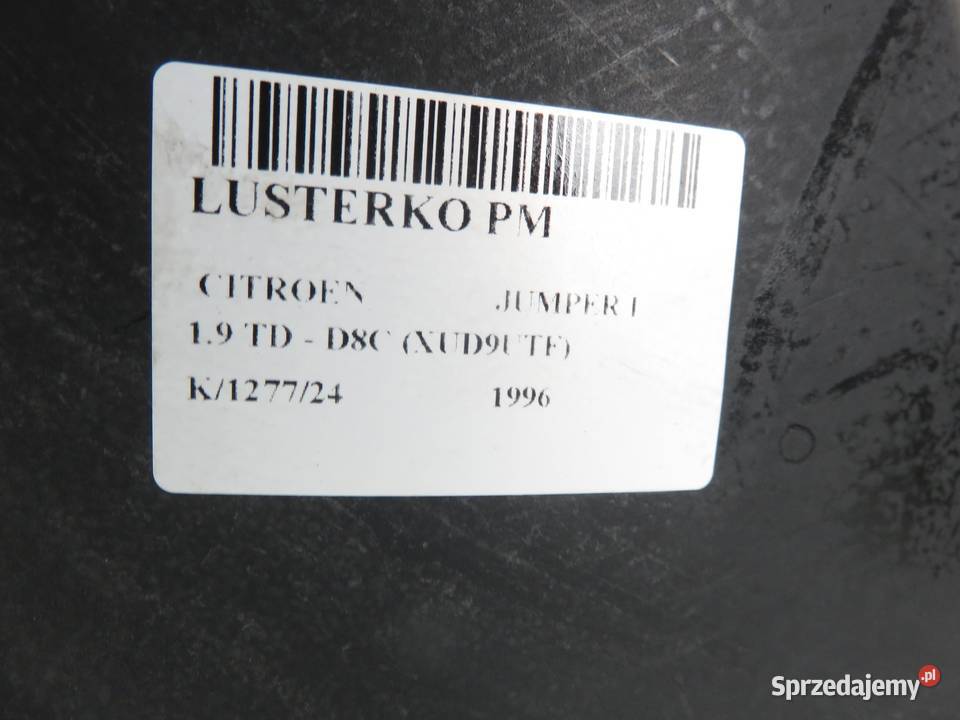 LUSTERKO PM
CITROEN JUMPER I
1.9 TD - D8C (XUD9UTF)
K/1277/24 1996
Sprzedajemy.pl